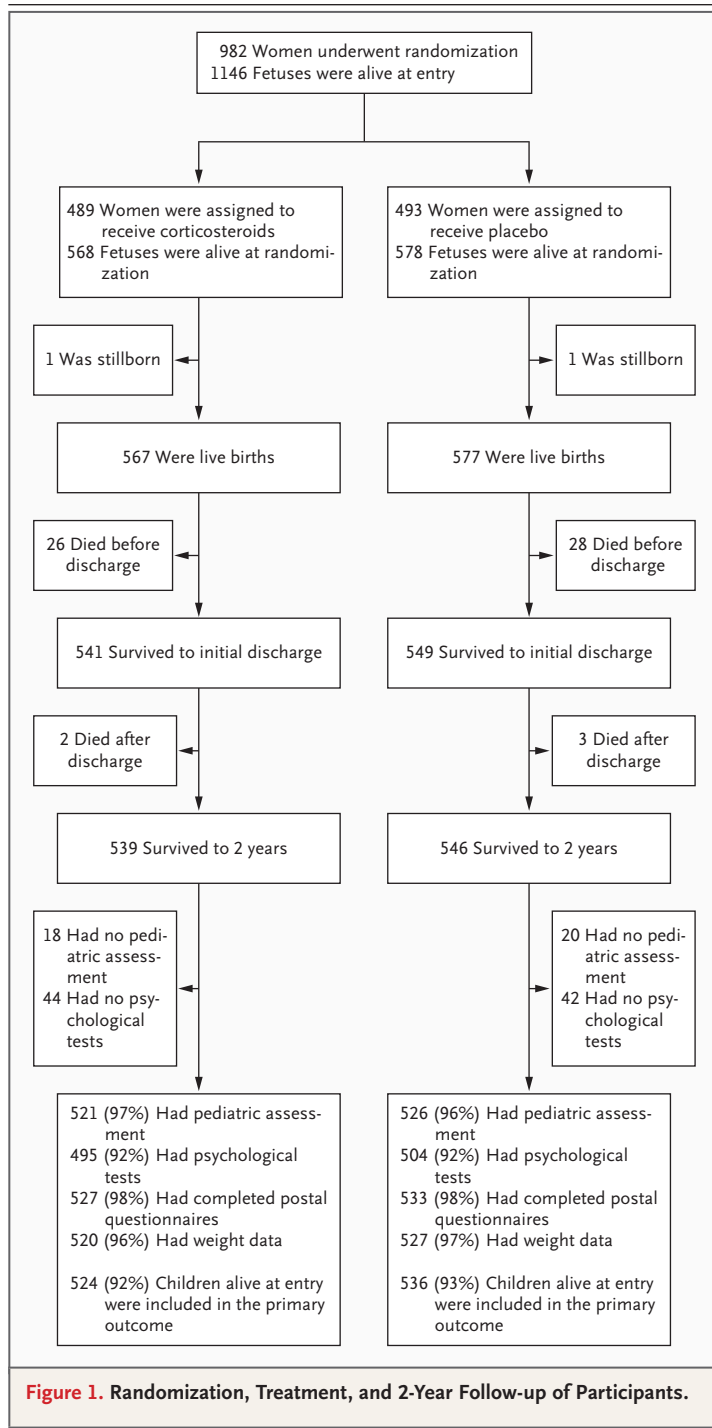 982 Women underwent randomization
1146 Fetuses were alive at entry
489 Women were assigned to
receive corticosteroids
568 Fetuses were alive at randomi-
zation
493 Women were assigned to
receive placebo
578 Fetuses were alive at randomi-
zation
1 Was stillborn
1 Was stillborn
567 Were live births
577 Were live births
26 Died before
discharge
28 Died before
discharge
541 Survived to initial discharge
549 Survived to initial discharge
2 Died after
discharge
3 Died after
discharge
539 Survived to 2 years
546 Survived to 2 years
18 Had no pedi-
atric assess-
ment
44 Had no psy-
chological
tests
20 Had no pedi-
atric assess-
ment
42 Had no psy-
chological
tests
521 (97%) Had pediatric assess-
ment
495 (92%) Had psychological
tests
527 (98%) Had completed postal
questionnaires
520 (96%) Had weight data
524 (92%) Children alive at entry
were included in the primary
outcome
526 (96%) Had pediatric assess-
ment
504 (92%) Had psychological
tests
533 (98%) Had completed postal
questionnaires
527 (97%) Had weight data
536 (93%) Children alive at entry
were included in the primary
outcome
Figure 1. Randomization, Treatment, and 2-Year Follow-up of Participants.